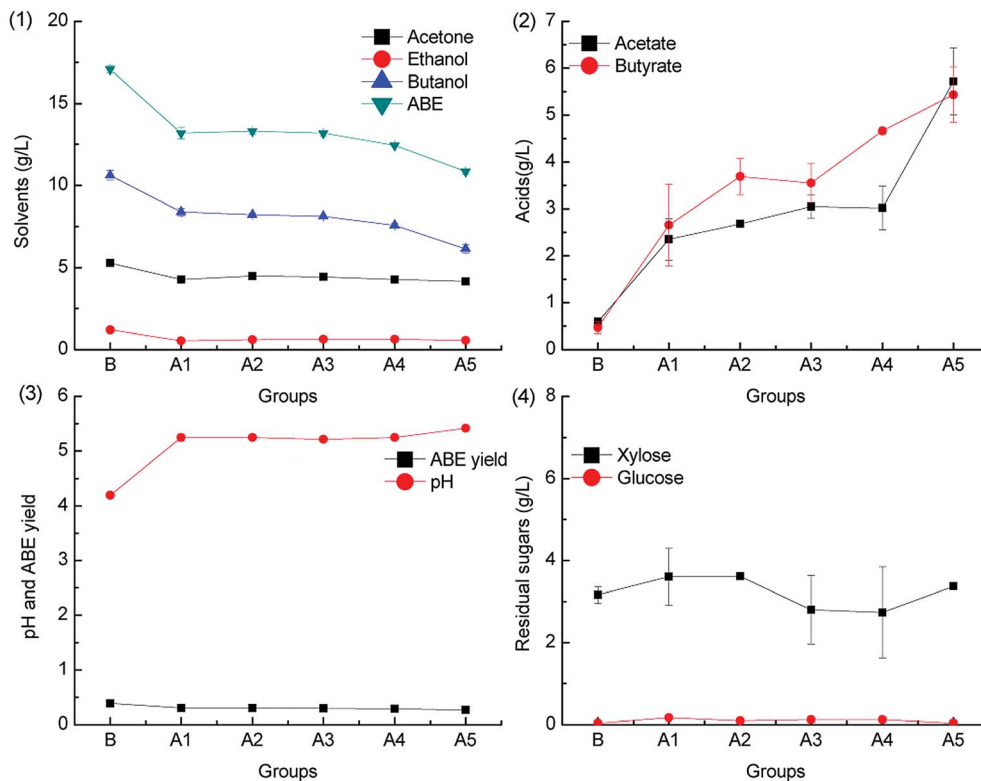 (1)
20
15
10
5
0
Solvents (g/L)
Acetone
Ethanol
Butanol
ABE
B A1 A2 A3 A4 A5
Groups
(2)
7
6
5
4
3
2
1
0
Acids(g/L)
Acetate
Butyrate
B A1 A2 A3 A4 A5
Groups
(3)
6
5
4
3
2
1
0
pH and ABE yield
ABE yield
pH
B A1 A2 A3 A4 A5
Groups
(4)
8
6
4
2
0
Residual sugars (g/L)
Xylose
Glucose
B A1 A2 A3 A4 A5
Groups